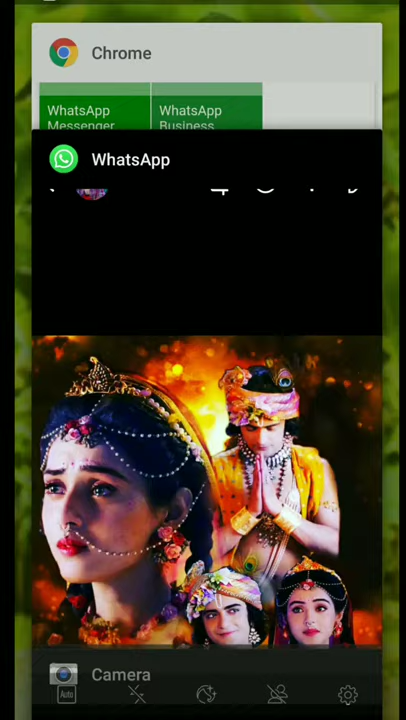 Chrome
WhatsApp
Messenger
WhatsApp
Business
WhatsApp
Camera
Auto